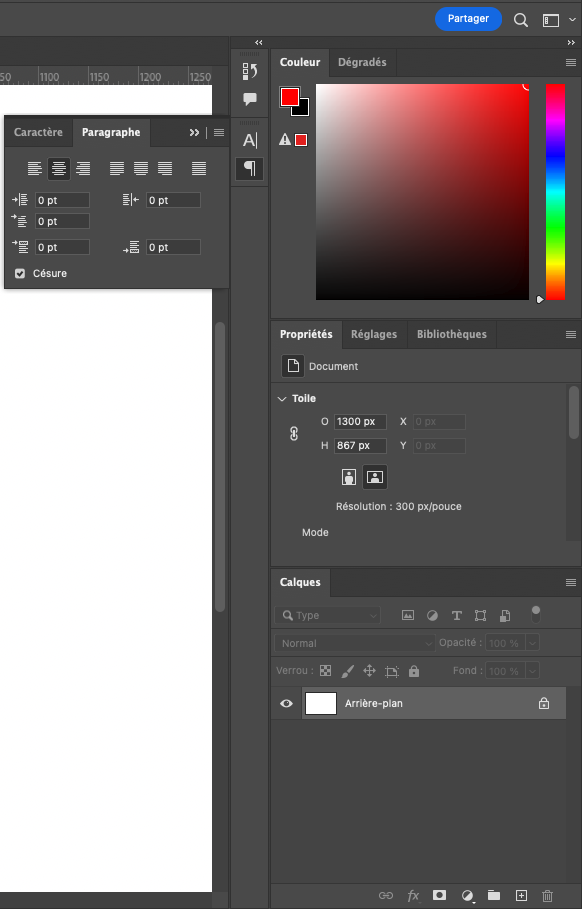 Partager
50 1100 1150 1200 1250
Couleur Dégradés
Caractère Paragraphe
A|
0 pt 0 pt
0 pt
0 pt 0 pt
Césure
Propriétés Réglages Bibliothèques
Document
Toile
O 1300 px X 0 px
H 867 px Y 0 px
Résolution : 300 px/pouce
Mode
Calques
Type T
Normal Opacité : 100 %
Verrou : Fond : 100 %
Arrière-plan
fx